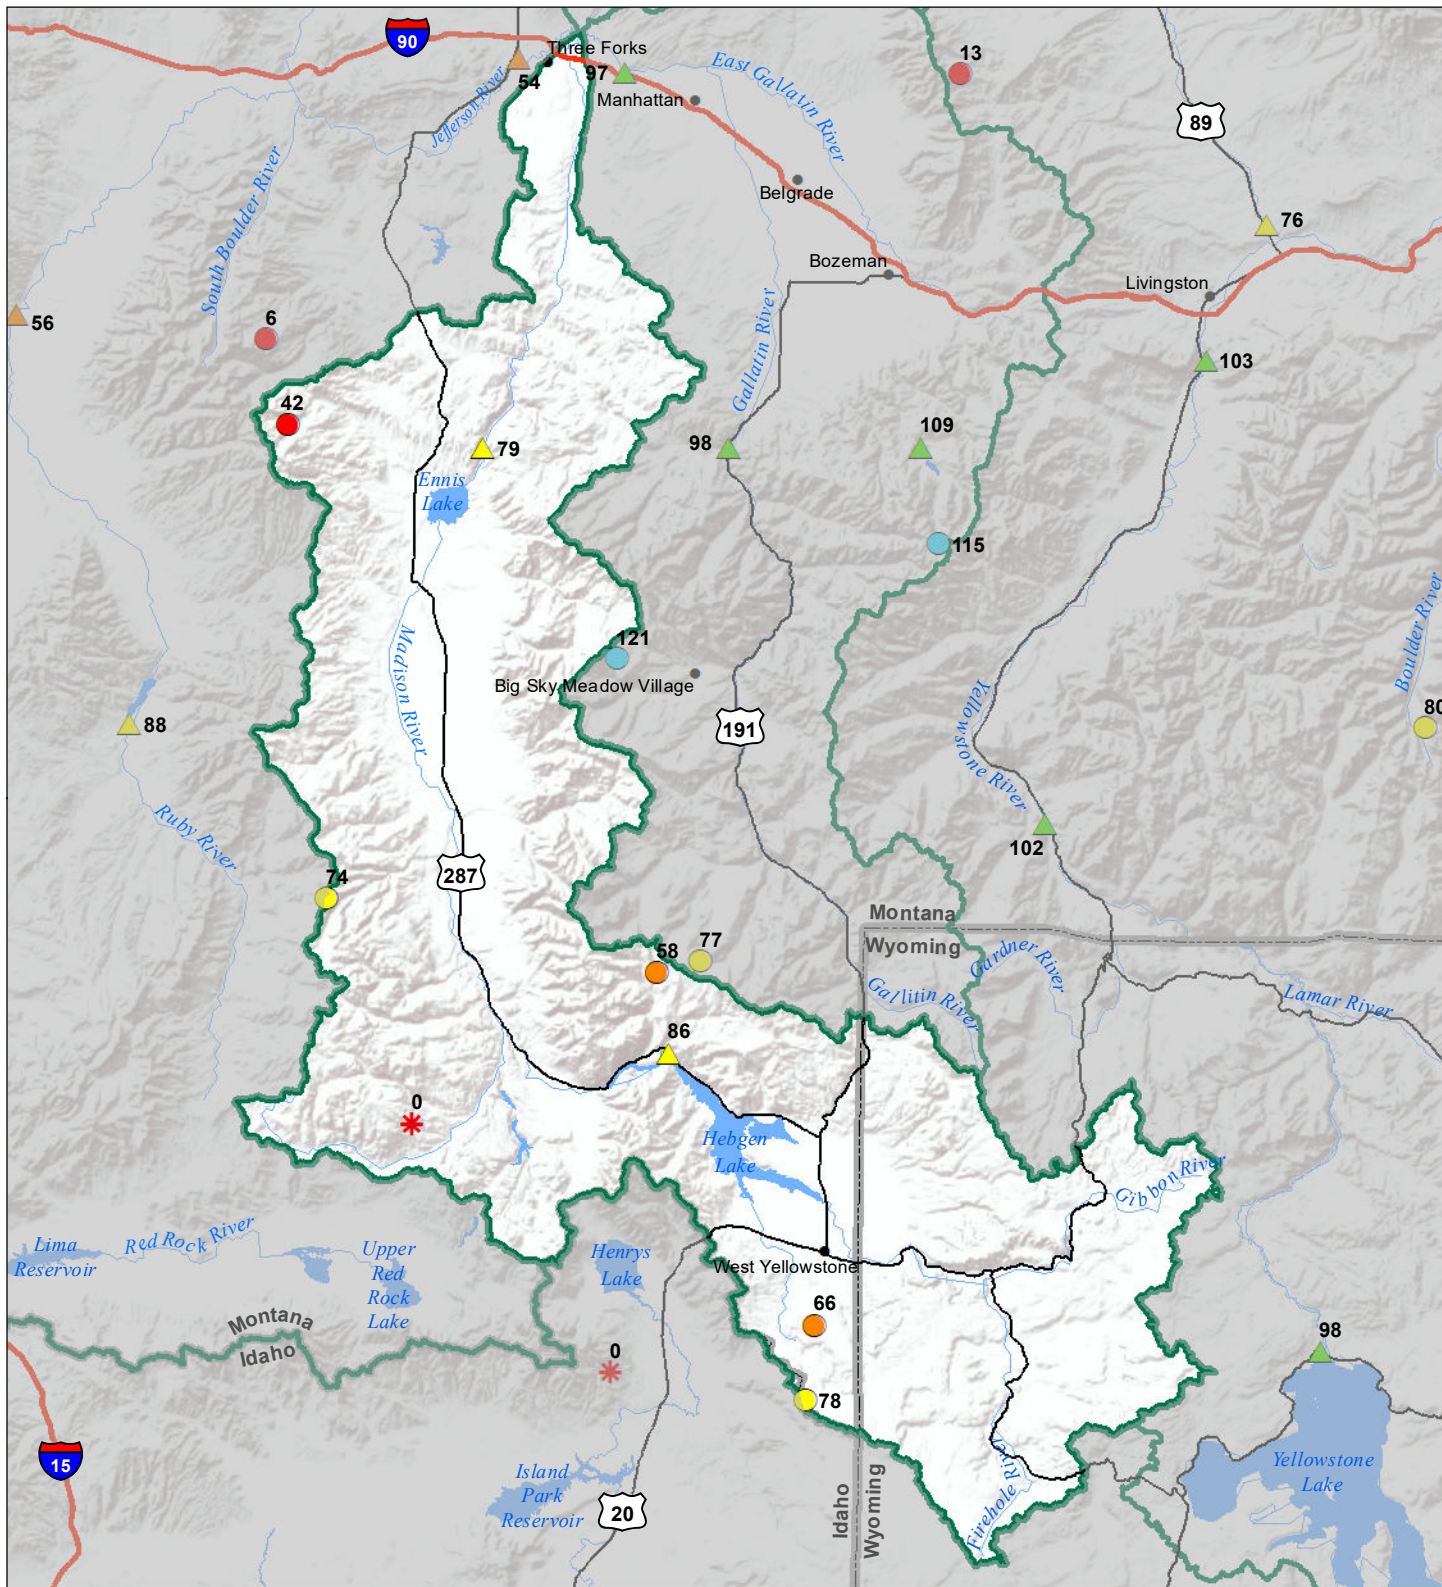 90
Three Forks
54
97
Manhattan
East Gallatin River
13
89
Jefferson River
Belgrade
South Boulder River
76
Bozeman
Livingston
56
6
Gallatin River
103
42
79
98
109
Ennis
Lake
115
Boulder River
121
Madison River
Big Sky Meadow Village
Yellowstone River
88
191
80
Ruby River
102
287
74
Montana
Wyoming
58
77
Gardner River
Gallitin River
Lamar River
86
0
Hebgen
Lake
Gibbon River
Lima
Reservoir
Red Rock River
Upper
Red
Rock
Lake
Henrys
Lake
West Yellowstone
Montana
Idaho
66
0
98
78
15
Island
Park
Reservoir
20
Idaho
Wyoming
Firehole River
Yellowstone
Lake